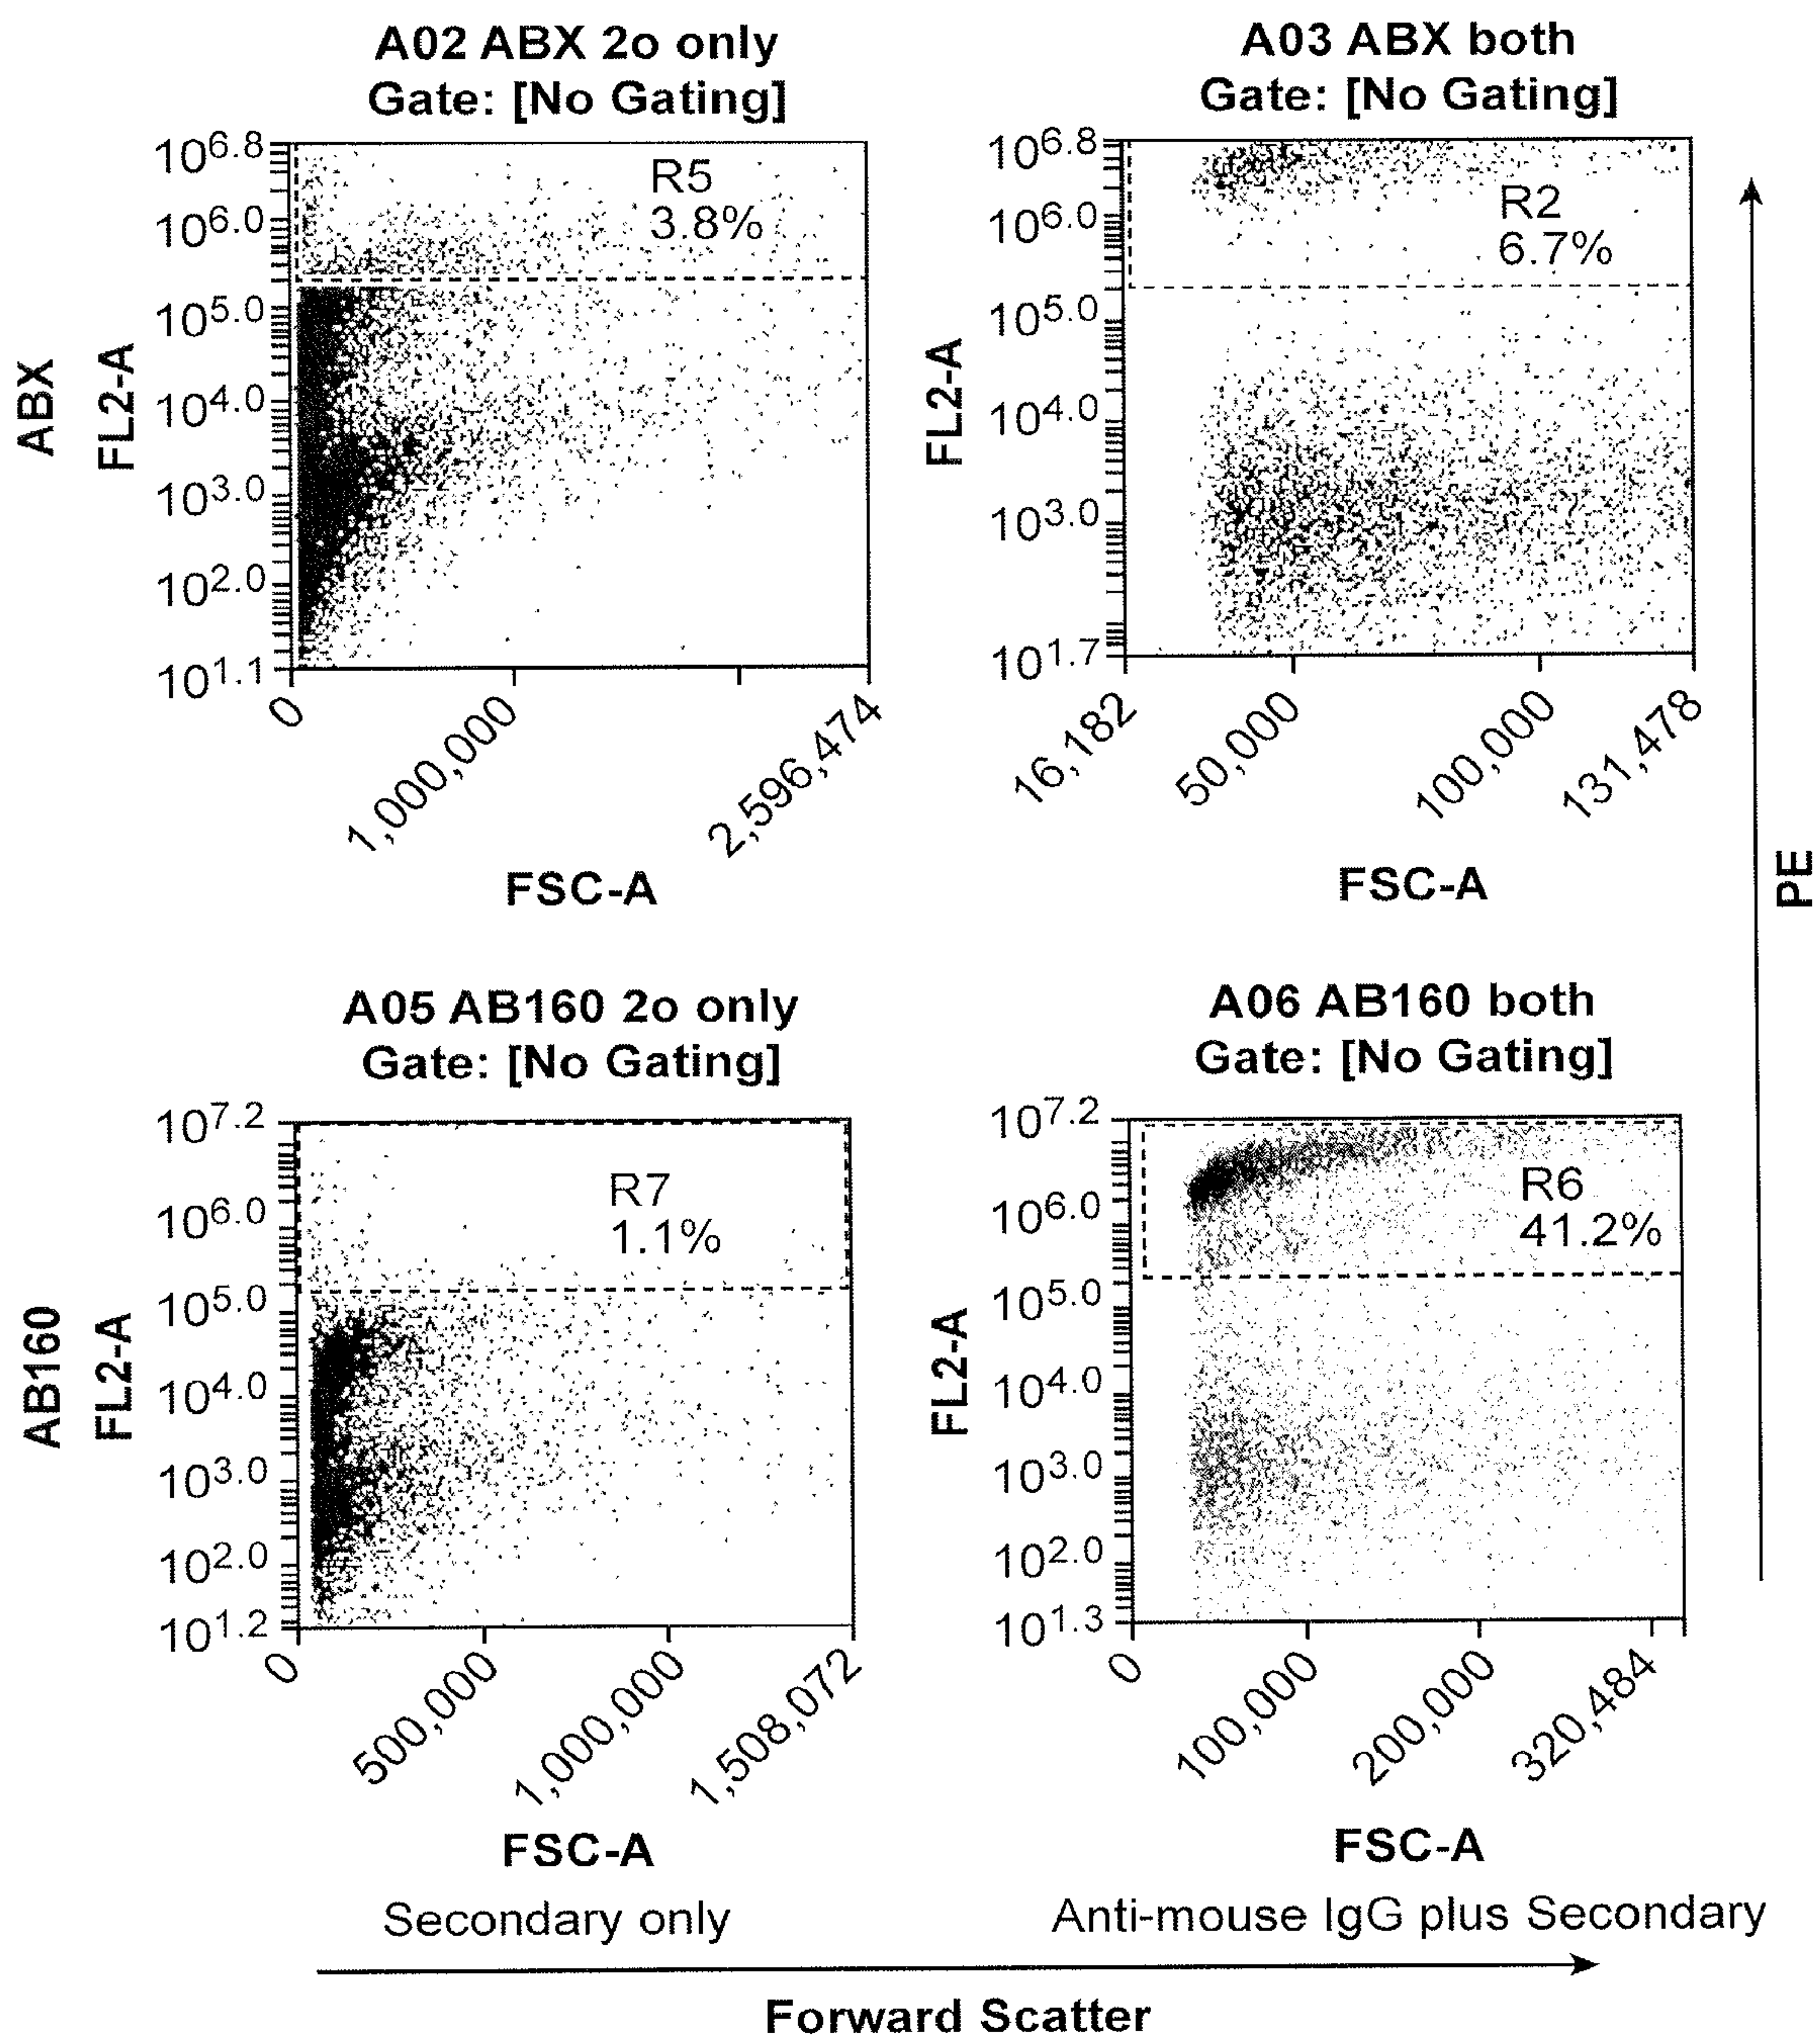 A02 ABX 2o only
Gate: [No Gating]
A03 ABX both
Gate: [No Gating]
ABX
FL2-A
10^6.8
10^6.0
10^5.0
10^4.0
10^3.0
10^2.0
10^1.1
R5
3.8%
0
1,000,000
2,596,474
FSC-A
FL2-A
10^6.8
10^6.0
10^5.0
10^4.0
10^3.0
10^1.7
R2
6.7%
16,182
50,000
100,000
131,478
FSC-A
PE
A05 AB160 2o only
Gate: [No Gating]
A06 AB160 both
Gate: [No Gating]
AB160
FL2-A
10^7.2
10^6.0
10^5.0
10^4.0
10^3.0
10^2.0
10^1.2
R7
1.1%
0
500,000
1,000,000
1,508,072
FSC-A
FL2-A
10^7.2
10^6.0
10^5.0
10^4.0
10^3.0
10^2.0
10^1.3
R6
41.2%
0
100,000
200,000
320,484
FSC-A
Secondary only
Anti-mouse IgG plus Secondary
Forward Scatter